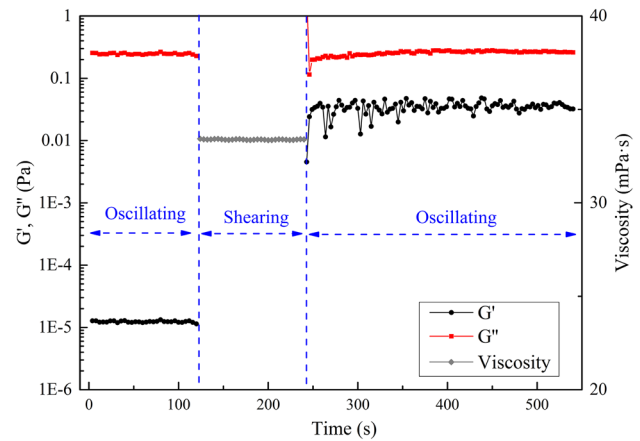 1
0.1
0.01
1E-3
1E-4
1E-5
1E-6
G', G" (Pa)
40
30
20
Viscosity (mPa·s)
Oscillating
Shearing
Oscillating
G'
G"
Viscosity
0
100
200
300
400
500
Time (s)